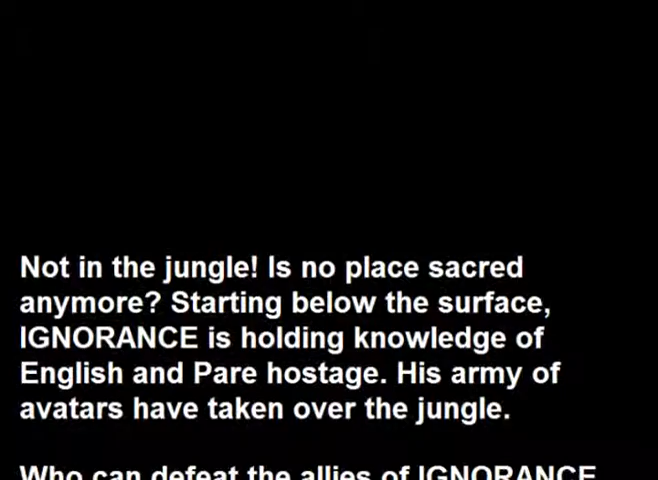 Not in the jungle! Is no place sacred
anymore? Starting below the surface,
IGNORANCE is holding knowledge of
English and Pare hostage. His army of
avatars have taken over the jungle.
Who can defeat the allies of IGNORANCE